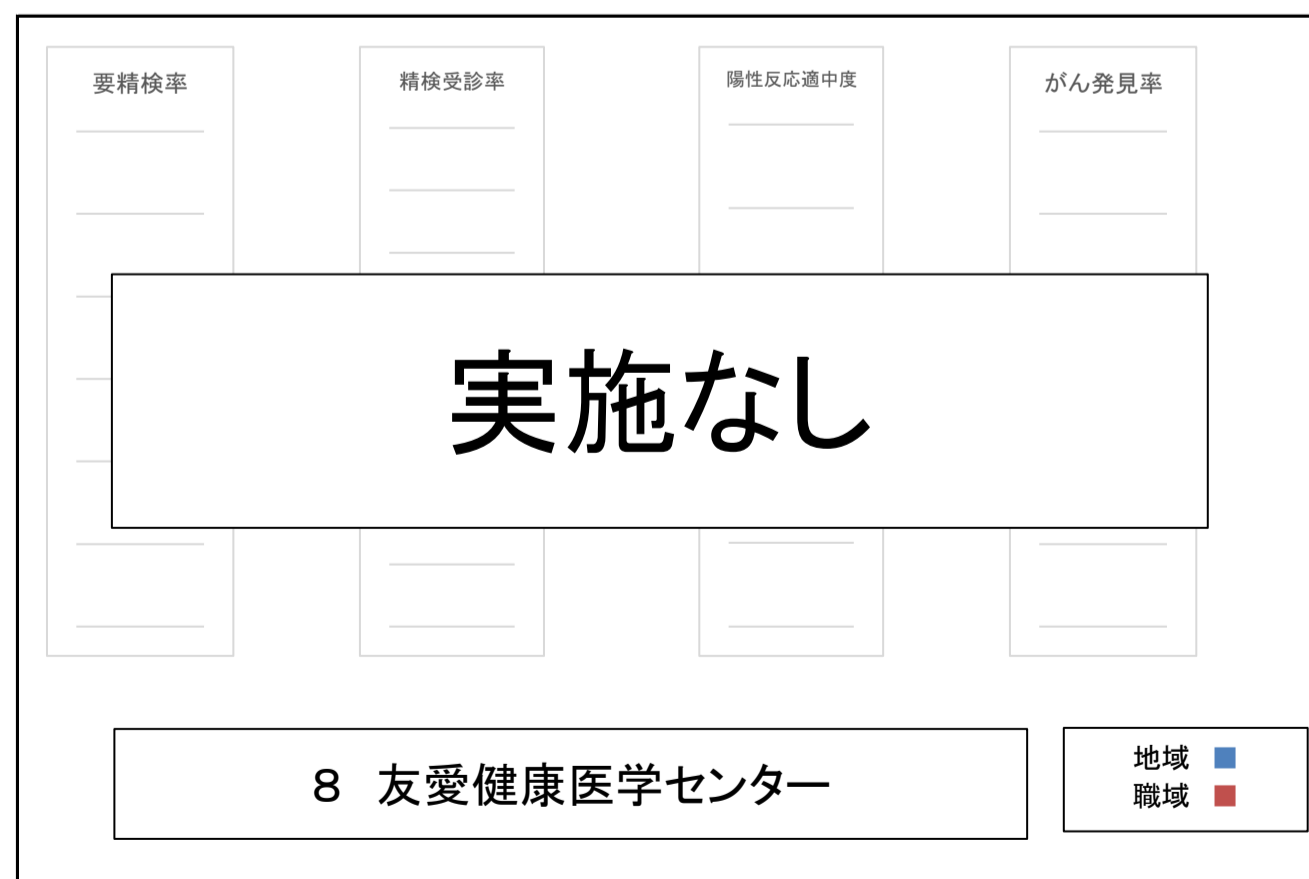 要精検率
精検受診率
陽性反応適中度
がん発見率
実施なし
８　友愛健康医学センター
地域
職域